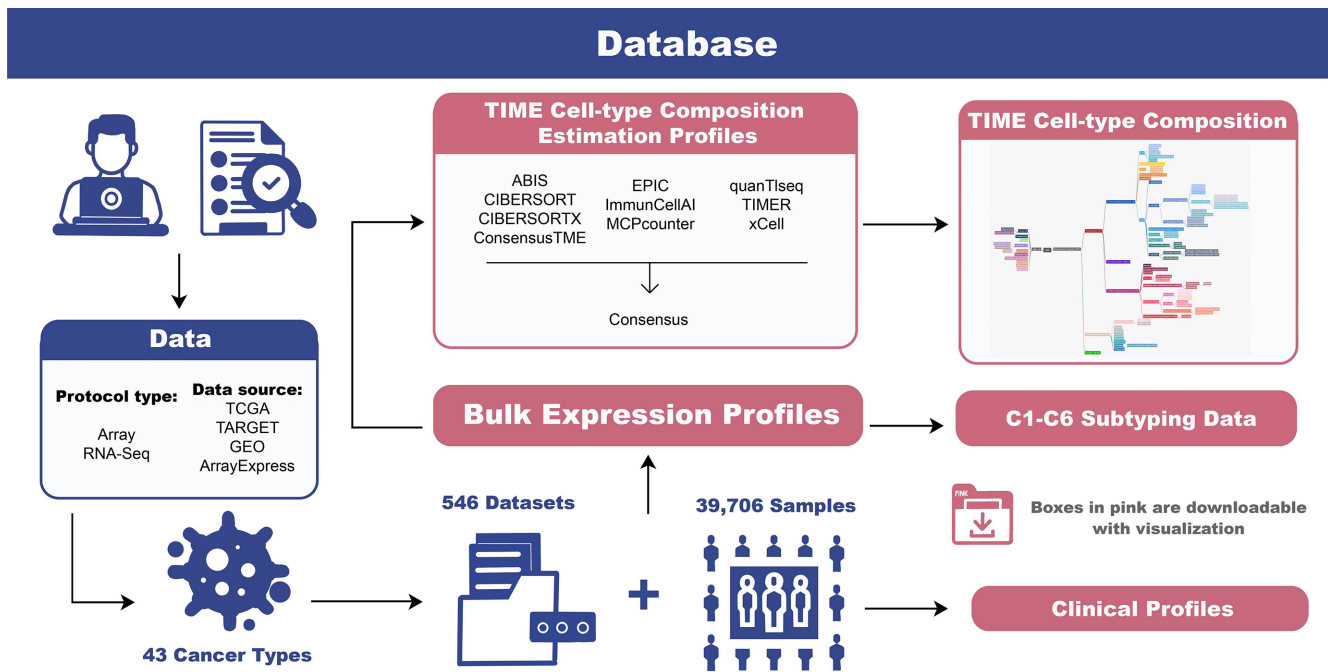 Database
TIME Cell-type Composition
Estimation Profiles
ABIS
CIBERSORT
CIBERSORTX
ConsensusTME
EPIC
ImmunCellAI
MCPcounter
quanTIseq
TIMER
xCell
Consensus
TIME Cell-type Composition
Data
Protocol type:
Array
RNA-Seq
Data source:
TCGA
TARGET
GEO
ArrayExpress
Bulk Expression Profiles
C1-C6 Subtyping Data
546 Datasets
39,706 Samples
PINK
Boxes in pink are downloadable
with visualization
43 Cancer Types
Clinical Profiles